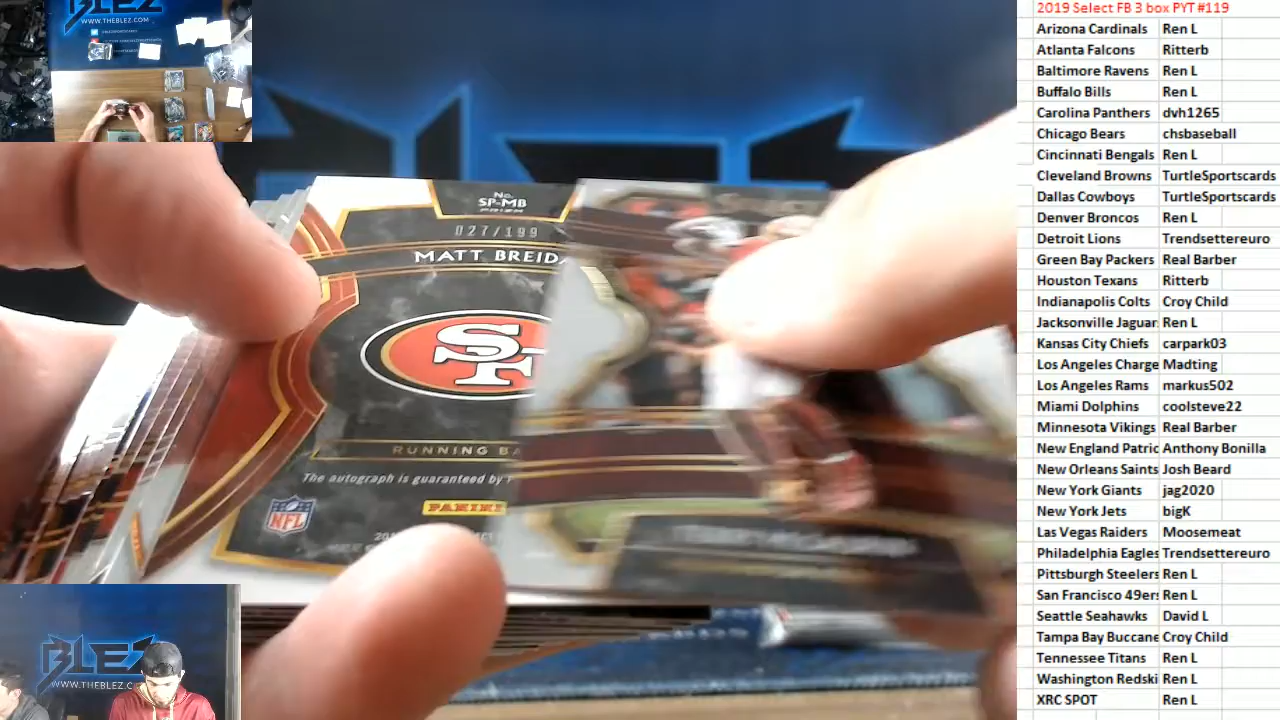 BLEZ
WWW.THEBLEZ.COM
No.
SP-MB
PRIZM
027/199
MATT BREIDA
SF
RUNNING BA
The autograph is guaranteed by
NFL
PANINI
BLEZ
WWW.THEBLEZ.COM
2019 Select FB 3 box PYT #119
Arizona Cardinals Ren L
Atlanta Falcons Ritterb
Baltimore Ravens Ren L
Buffalo Bills Ren L
Carolina Panthers dvh1265
Chicago Bears chsbaseball
Cincinnati Bengals Ren L
Cleveland Browns TurtleSportscards
Dallas Cowboys TurtleSportscards
Denver Broncos Ren L
Detroit Lions Trendsettereuro
Green Bay Packers Real Barber
Houston Texans Ritterb
Indianapolis Colts Croy Child
Jacksonville Jaguar Ren L
Kansas City Chiefs carpark03
Los Angeles Charge Madting
Los Angeles Rams markus502
Miami Dolphins coolsteve22
Minnesota Vikings Real Barber
New England Patric Anthony Bonilla
New Orleans Saints Josh Beard
New York Giants jag2020
New York Jets bigK
Las Vegas Raiders Moosemeat
Philadelphia Eagles Trendsettereuro
Pittsburgh Steelers Ren L
San Francisco 49ers Ren L
Seattle Seahawks David L
Tampa Bay Buccane Croy Child
Tennessee Titans Ren L
Washington Redski Ren L
XRC SPOT Ren L